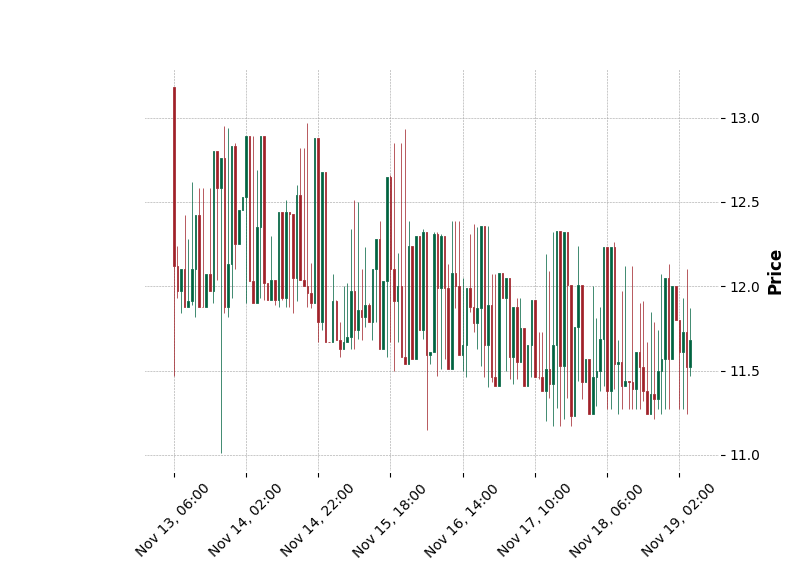 13.0
12.5
12.0
11.5
11.0
Price
Nov 13, 06:00
Nov 14, 02:00
Nov 14, 22:00
Nov 15, 18:00
Nov 16, 14:00
Nov 17, 10:00
Nov 18, 06:00
Nov 19, 02:00